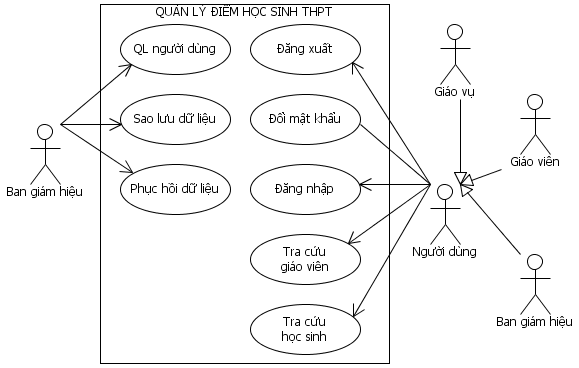 QUẢN LÝ ĐIỂM HỌC SINH THPT
QL người dùng
Đăng xuất
Giáo vụ
Sao lưu dữ liệu
Đổi mật khẩu
Giáo viên
Ban giám hiệu
Phục hồi dữ liệu
Đăng nhập
Người dùng
Tra cứu
giáo viên
Ban giám hiệu
Tra cứu
học sinh